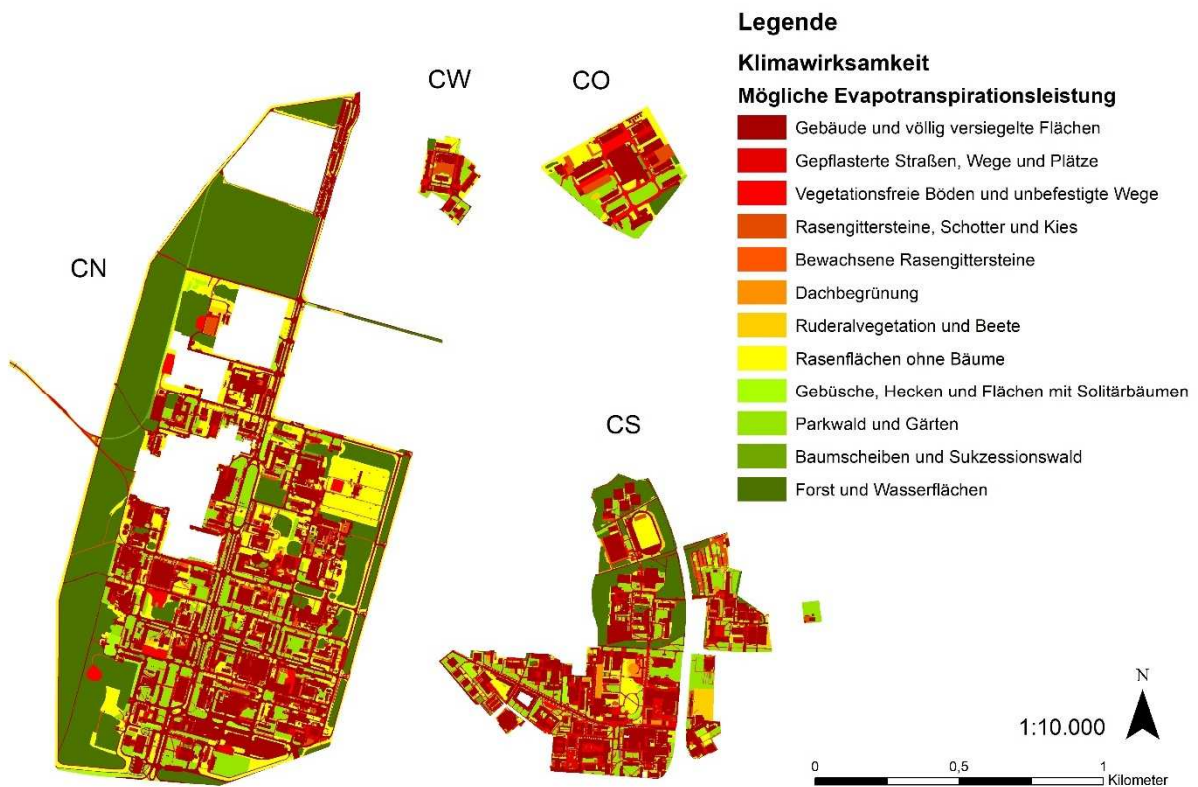 Legende
Klimawirksamkeit
Mögliche Evapotranspirationsleistung
Gebäude und völlig versiegelte Flächen
Gepflasterte Straßen, Wege und Plätze
Vegetationsfreie Böden und unbefestigte Wege
Rasengittersteine, Schotter und Kies
Bewachsene Rasengittersteine
Dachbegrünung
Ruderalvegetation und Beete
Rasenflächen ohne Bäume
Gebüsche, Hecken und Flächen mit Solitärbäumen
Parkwald und Gärten
Baumscheiben und Sukzessionswald
Forst und Wasserflächen
CW
CO
CN
CS
N
1:10.000
0 0,5 1
Kilometer